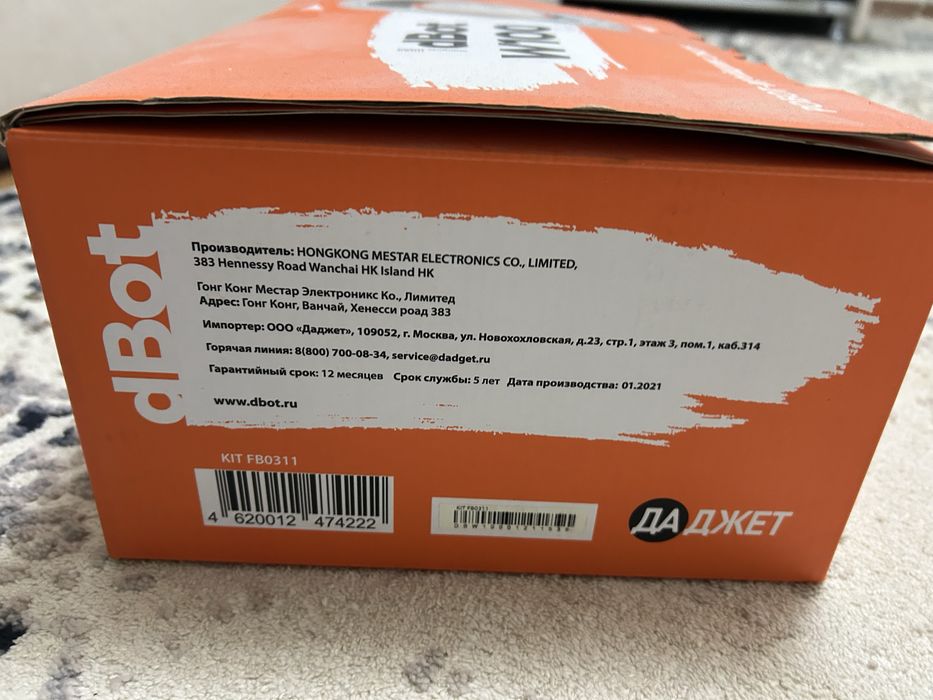 dBot
W100
dBot
Производитель: HONGKONG MESTAR ELECTRONICS CO., LIMITED,
383 Hennessy Road Wanchai HK Island HK
Гонг Конг Местар Электроникс Ко., Лимитед
Адрес: Гонг Конг, Ванчай, Хенесси роад 383
Импортер: ООО «Даджет», 109052, г. Москва, ул. Новохохловская, д.23, стр.1, этаж 3, пом.1, каб.314
Горячая линия: 8(800) 700-08-34, service@dadget.ru
Гарантийный срок: 12 месяцев Срок службы: 5 лет Дата производства: 01.2021
www.dbot.ru
KIT FB0311
4 620012 474222
KIT FB0311
ДАДЖЕТ